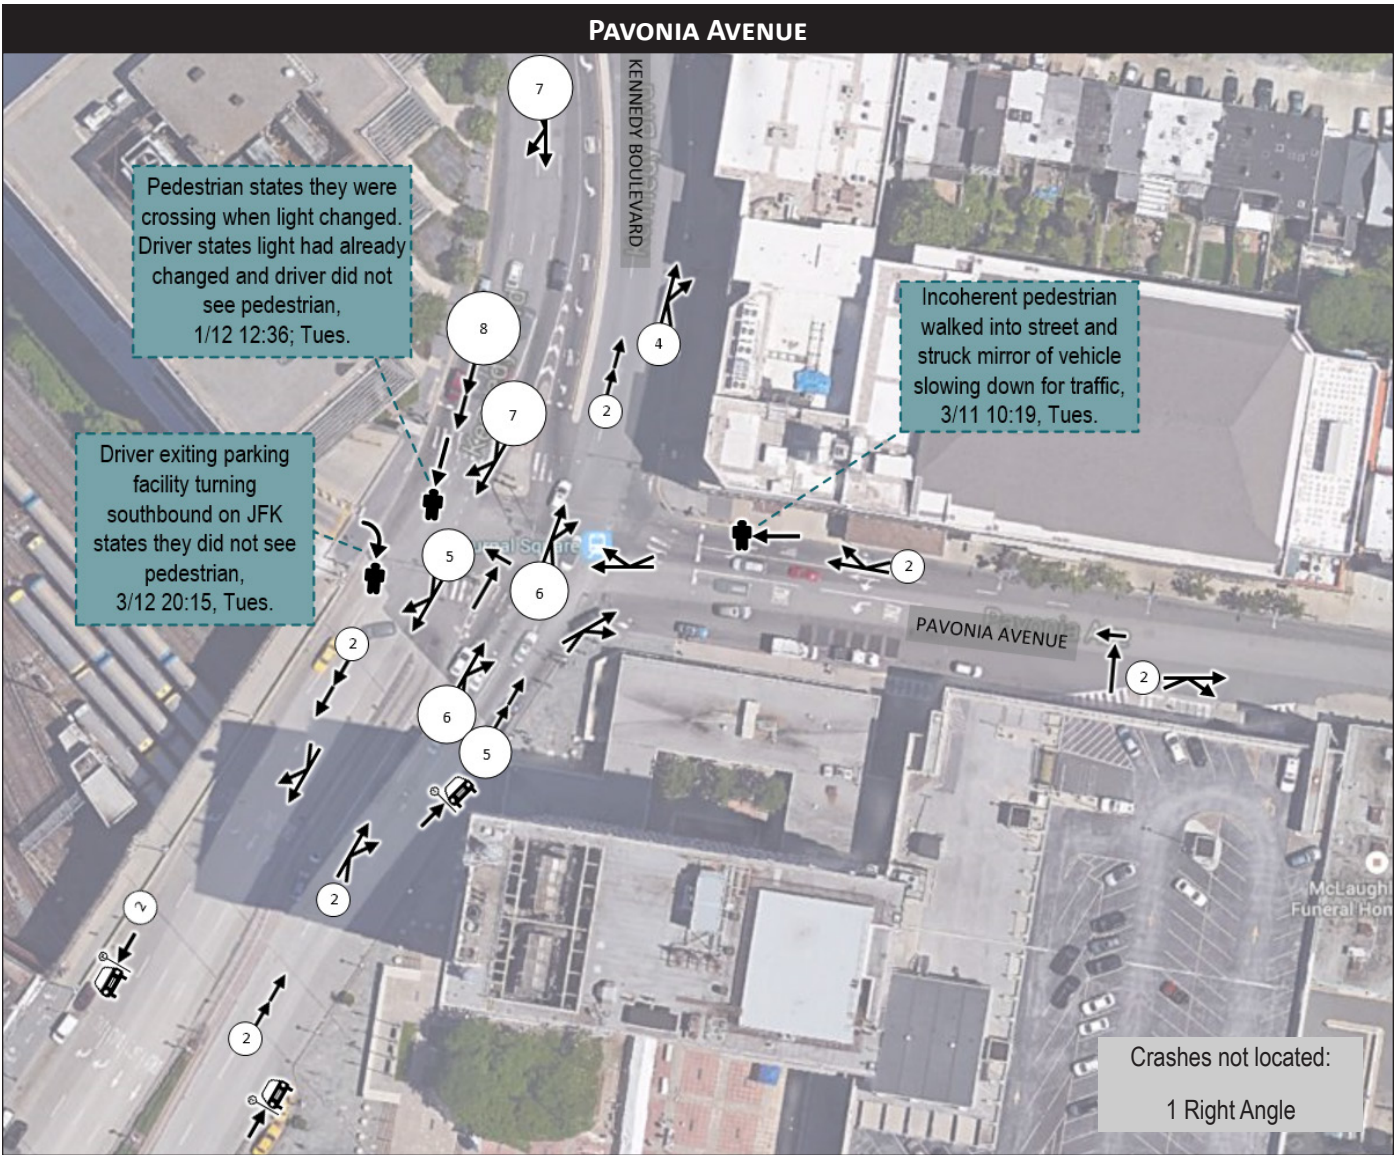 PAVONIA AVENUE
7
KENNEDY BOULEVARD
Pedestrian states they were
crossing when light changed.
Driver states light had already
changed and driver did not
see pedestrian,
1/12 12:36; Tues.
8
4
2
7
Incoherent pedestrian
walked into street and
struck mirror of vehicle
slowing down for traffic,
3/11 10:19, Tues.
Driver exiting parking
facility turning
southbound on JFK
states they did not see
pedestrian,
3/12 20:15, Tues.
5
6
2
2
PAVONIA AVENUE
2
6
5
2
2
2
McLaughl
Funeral Hom
Crashes not located:
1 Right Angle